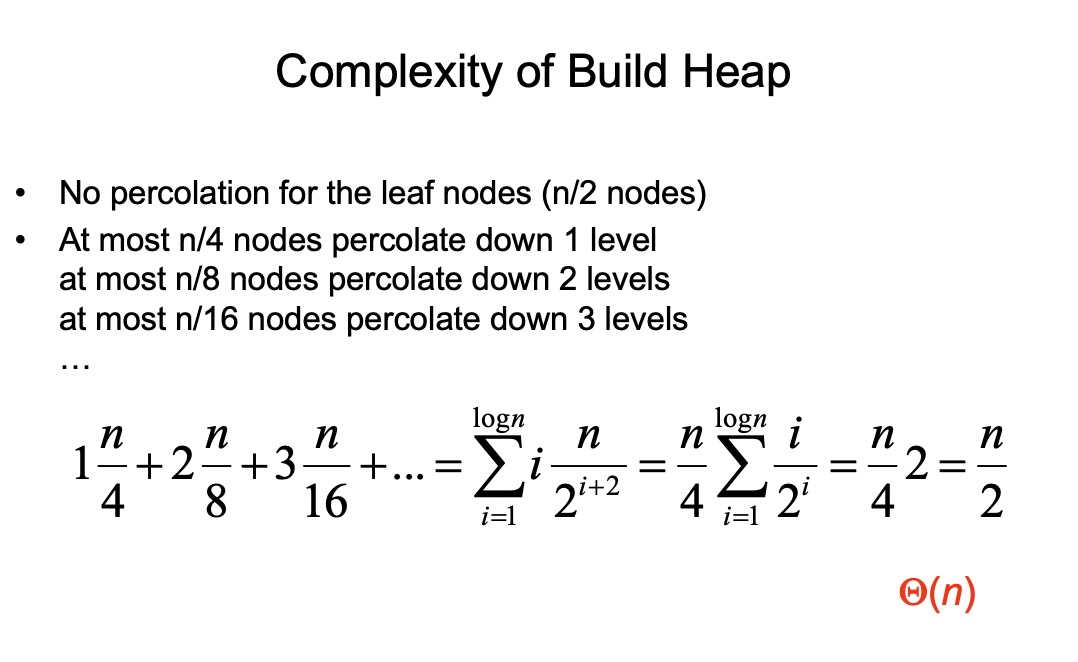 Complexity of Build Heap
• No percolation for the leaf nodes (n/2 nodes)
• At most n/4 nodes percolate down 1 level
at most n/8 nodes percolate down 2 levels
at most n/16 nodes percolate down 3 levels
…
$1\frac{n}{4}+2\frac{n}{8}+3\frac{n}{16}+...=\sum_{i=1}^{\log n} i\frac{n}{2^{i+2}}=\frac{n}{4}\sum_{i=1}^{\log n}\frac{i}{2^{i}}=\frac{n}{4}2=\frac{n}{2}$
Θ(n)